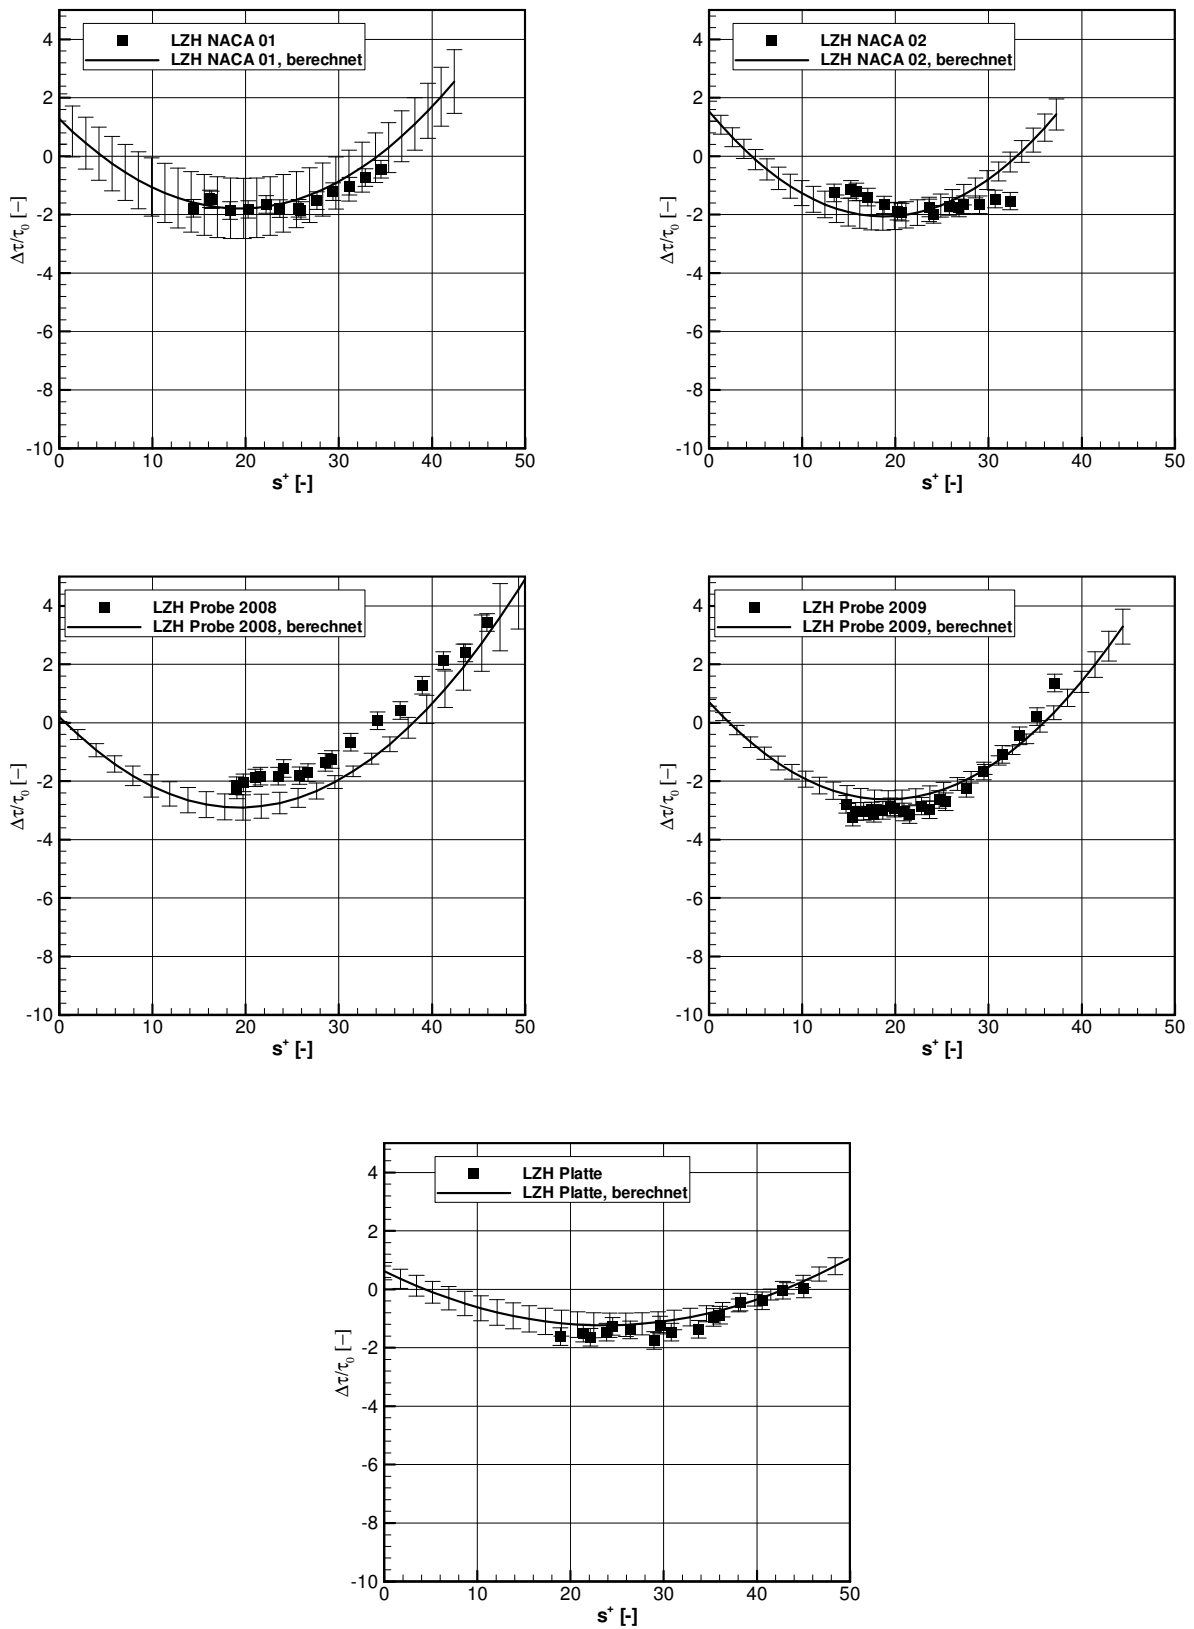 4
2
0
-2
-4
-6
-8
-10
0 10 20 30 40 50
Δτ/τ₀ [−]
s⁺ [-]
LZH NACA 01
LZH NACA 01, berechnet
4
2
0
-2
-4
-6
-8
-10
0 10 20 30 40 50
Δτ/τ₀ [−]
s⁺ [-]
LZH NACA 02
LZH NACA 02, berechnet
4
2
0
-2
-4
-6
-8
-10
0 10 20 30 40 50
Δτ/τ₀ [−]
s⁺ [-]
LZH Probe 2008
LZH Probe 2008, berechnet
4
2
0
-2
-4
-6
-8
-10
0 10 20 30 40 50
Δτ/τ₀ [−]
s⁺ [-]
LZH Probe 2009
LZH Probe 2009, berechnet
4
2
0
-2
-4
-6
-8
-10
0 10 20 30 40 50
Δτ/τ₀ [−]
s⁺ [-]
LZH Platte
LZH Platte, berechnet